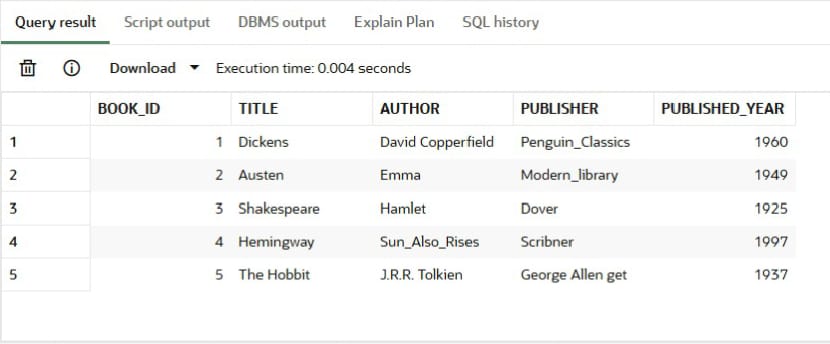 Query result Script output DBMS output Explain Plan SQL history
Download Execution time: 0.004 seconds
BOOK_ID TITLE AUTHOR PUBLISHER PUBLISHED_YEAR
1 1 Dickens David Copperfield Penguin_Classics 1960
2 2 Austen Emma Modern_library 1949
3 3 Shakespeare Hamlet Dover 1925
4 4 Hemingway Sun_Also_Rises Scribner 1997
5 5 The Hobbit J.R.R. Tolkien George Allen get 1937